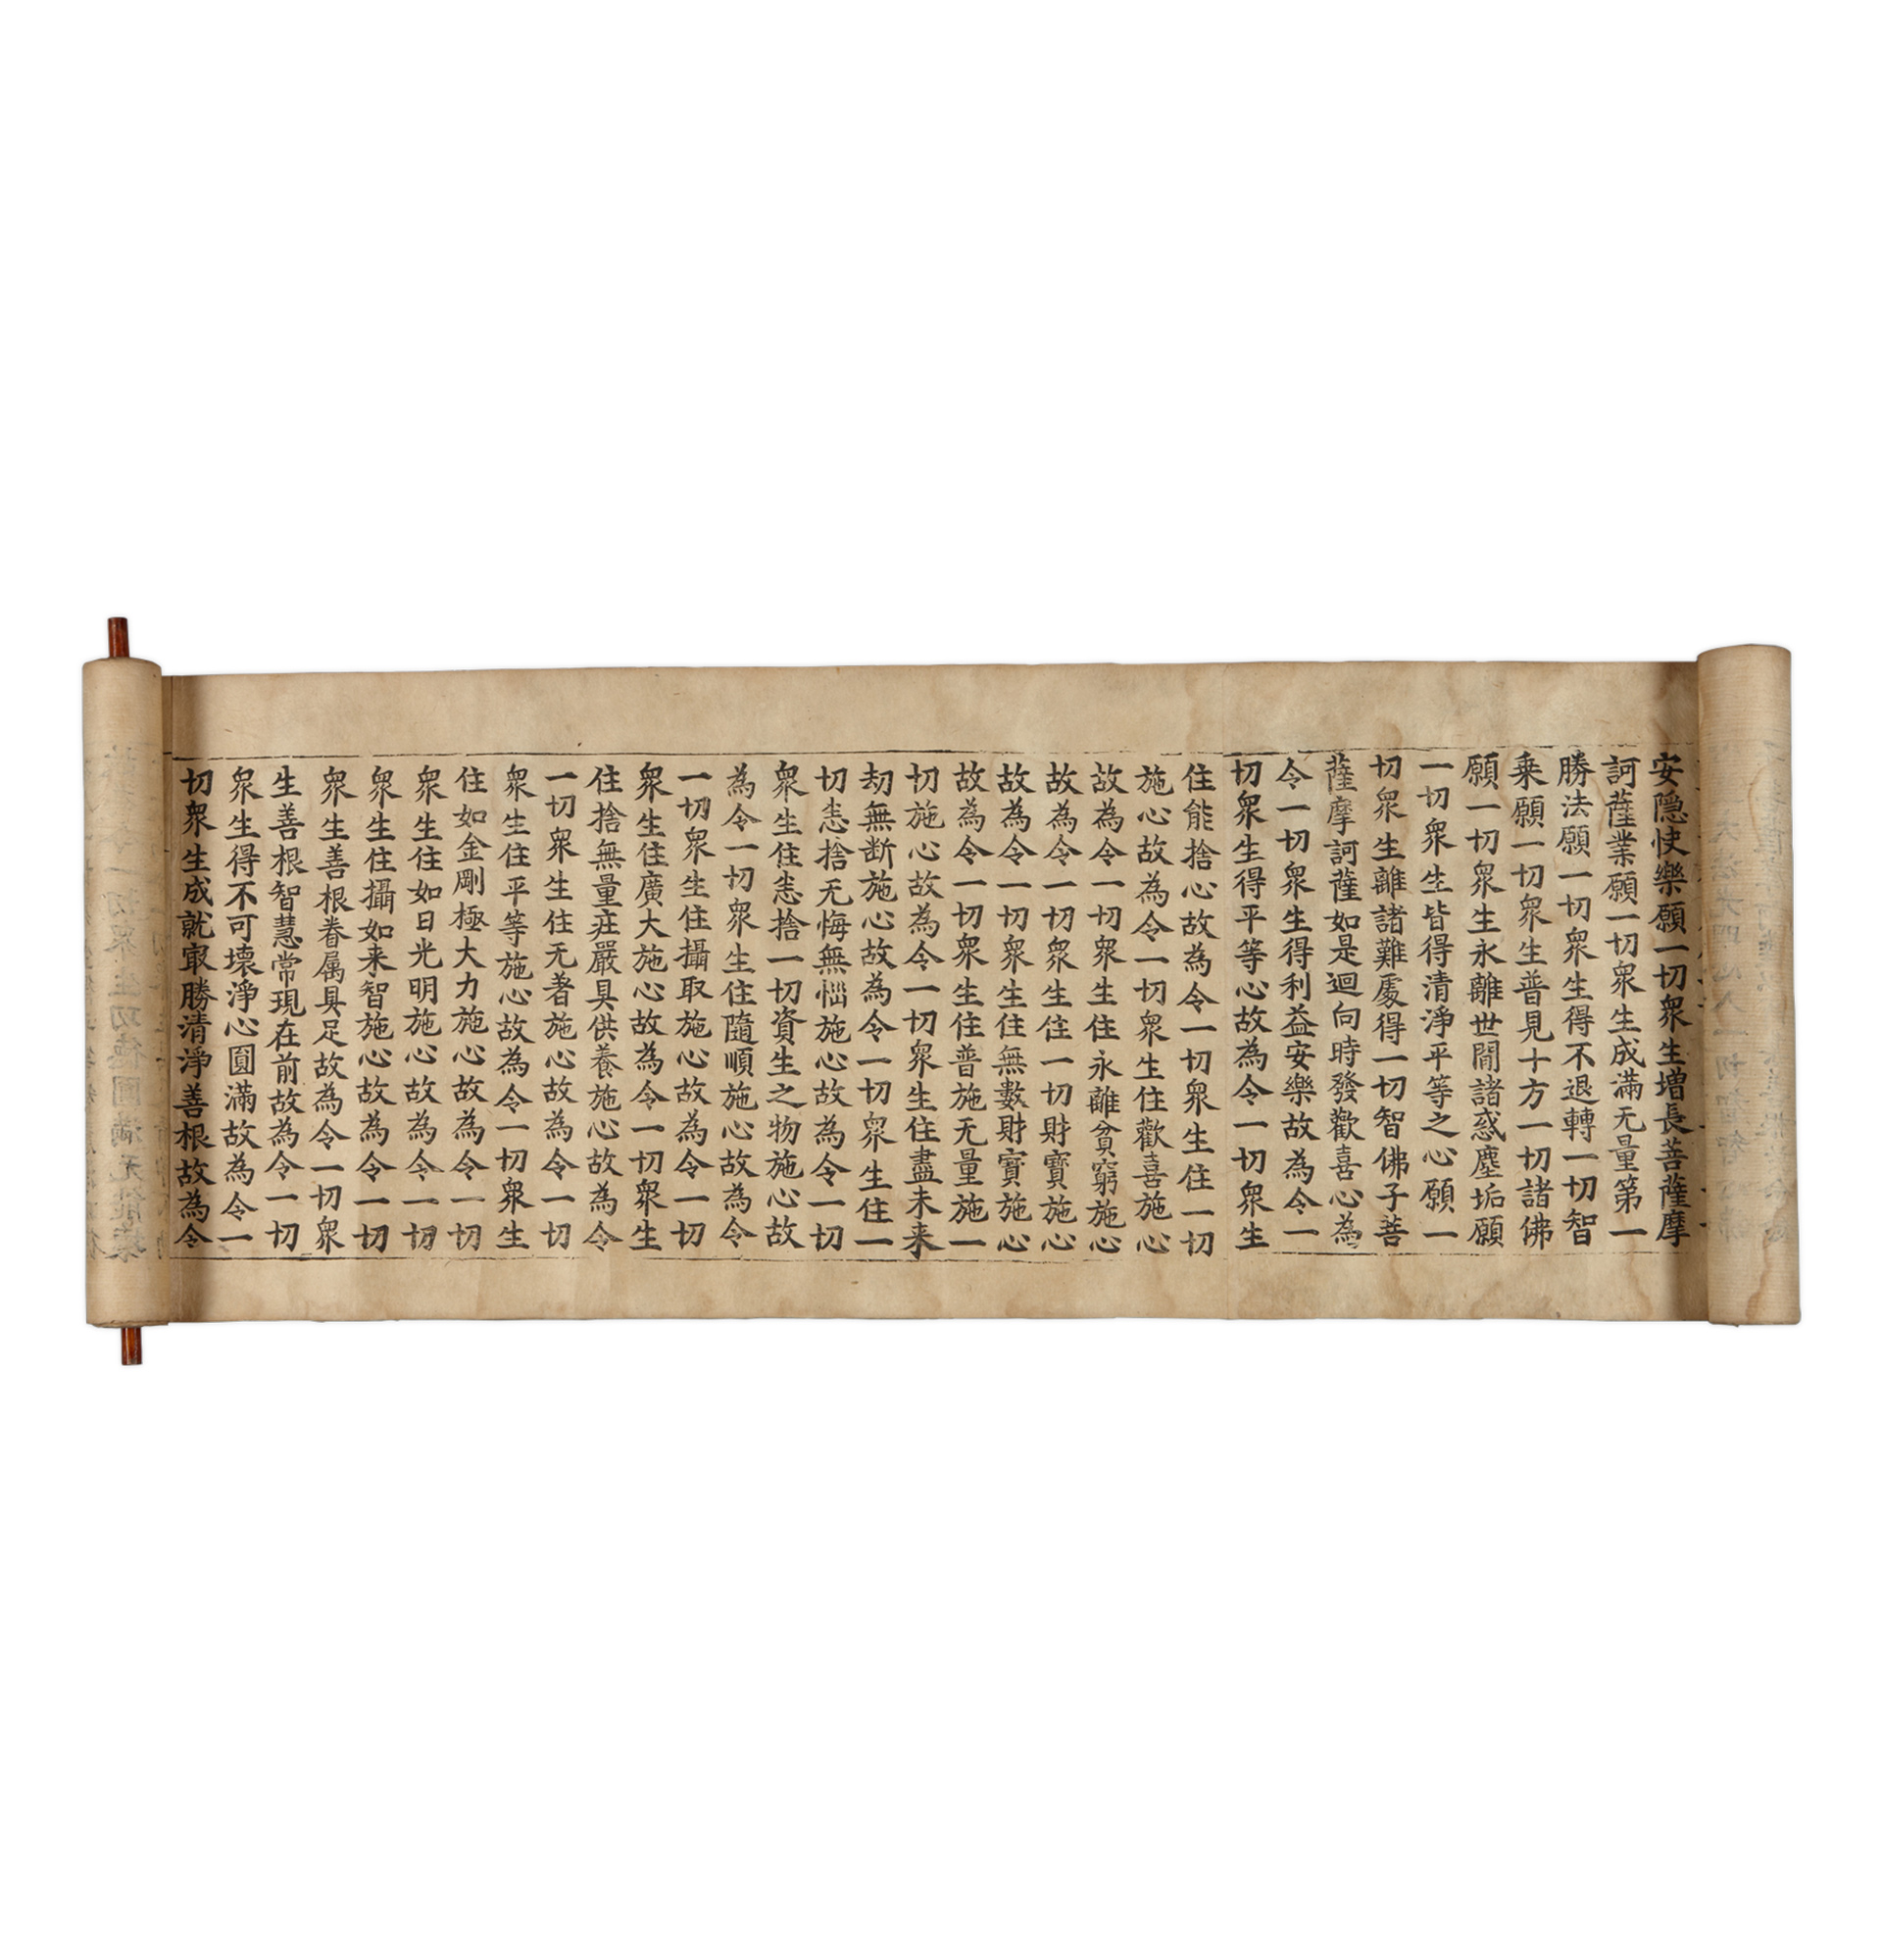 安隱快樂願一切衆生増長菩薩摩
訶薩業願一切衆生成滿无量第一
勝法願一切衆生得不退轉一切智
乗願一切衆生普見十方一切諸佛
願一切衆生永離世間諸惑塵垢願
一切衆生皆得清淨平等之心願一
切衆生離諸難處得一切智佛子菩
薩摩訶薩如是迴向時發歡喜心為
令一切衆生得利益安樂故為令一
切衆生得平等心故為令一切衆生
住能捨心故為令一切衆生住一切
施心故為令一切衆生住歡喜施心
故為令一切衆生住永離貧窮施心
故為令一切衆生住一切財寳施心
故為令一切衆生住無數財寳施心
故為令一切衆生住普施无量施一
切施心故為令一切衆生住盡未来
劫無断施心故為令一切衆生住一
切恚捨无悔無惱施心故為令一切
衆生住恚捨一切資生之物施心故
為令一切衆生住隨順施心故為令
一切衆生住攝取施心故為令一切
衆生住廣大施心故為令一切衆生
住捨無量荘嚴具供養施心故為令
一切衆生住无著施心故為令一切
衆生住平等施心故為令一切衆生
住如金剛極大力施心故為令一切
衆生住如日光明施心故為令一切
衆生住攝如来智施心故為令一切
衆生善根眷属具足故為令一切衆
生善根智慧常現在前故為令一切
衆生得不可壞淨心圓滿故為令一
切衆生成就㝡勝清淨善根故為令